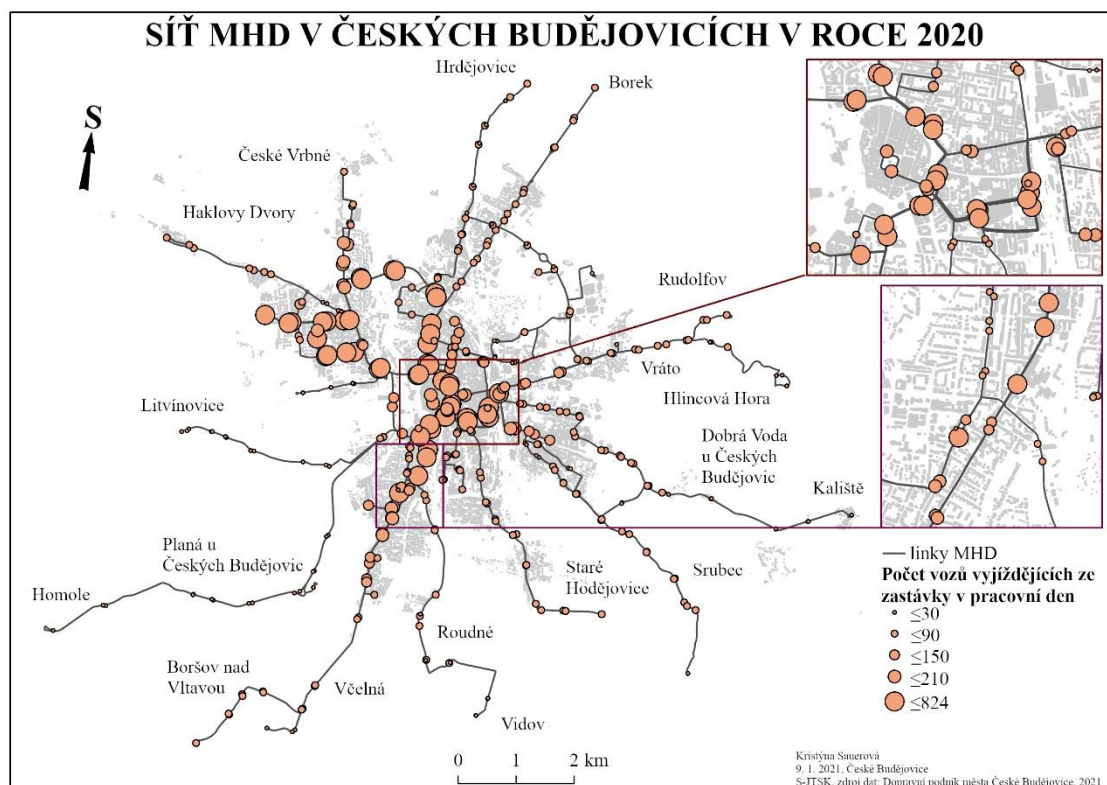 SÍŤ MHD V ČESKÝCH BUDĚJOVICÍCH V ROCE 2020
Hrdějovice
Borek
S
České Vrbné
Haklovy Dvory
Rudolfov
Vráto
Hlincová Hora
Litvínovice
Dobrá Voda
u Českých
Budějovic
Kaliště
Planá u
Českých Budějovic
Homole
Staré
Hodějovice
Srubec
Roudné
Boršov nad
Vltavou
Včelná
Vidov
linky MHD
Počet vozů vyjíždějících ze
zastávky v pracovní den
≤30
≤90
≤150
≤210
≤824
0 1 2 km
Kristýna Sauerová
9. 1. 2021, České Budějovice
S-JTSK, zdroj dat: Dopravní podnik města České Budějovice, 2021